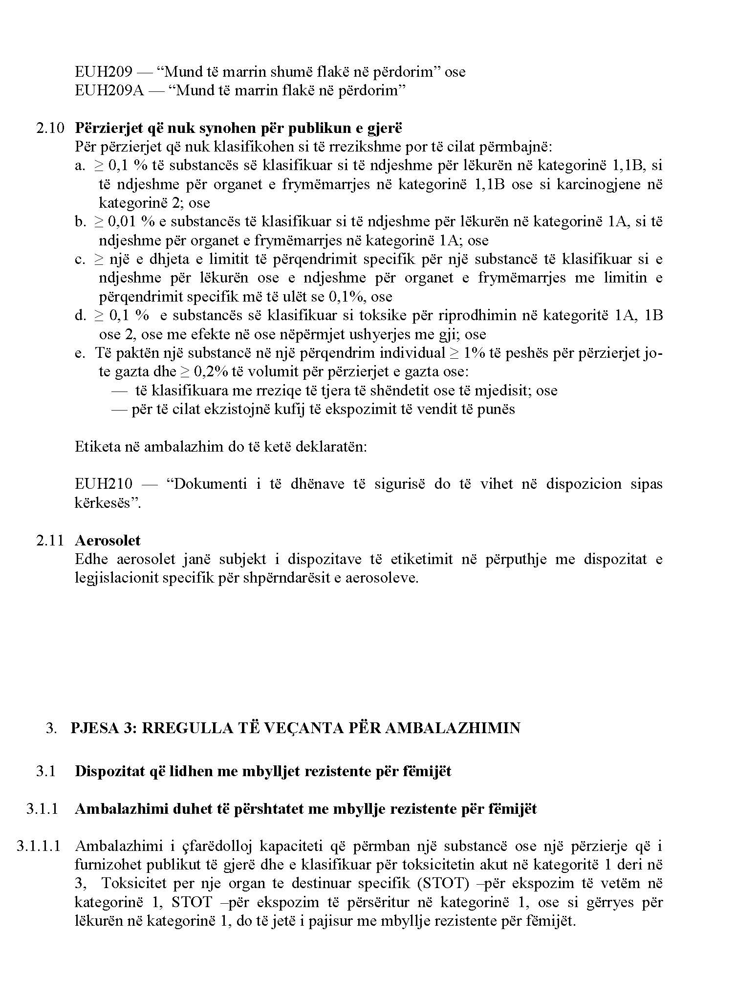 EUH209 — “Mund të marrin shumë flakë në përdorim” ose
EUH209A — “Mund të marrin flakë në përdorim”
2.10 Përzierjet që nuk synohen për publikun e gjerë
Për përzierjet që nuk klasifikohen si të rrezikshme por të cilat përmbajnë:
a. ≥ 0,1 % të substancës së klasifikuar si të ndjeshme për lëkurën në kategorinë 1,1B, si
të ndjeshme për organet e frymëmarrjes në kategorinë 1,1B ose si karcinogjene në
kategorinë 2; ose
b. ≥ 0,01 % e substancës të klasifikuar si të ndjeshme për lëkurën në kategorinë 1A, si të
ndjeshme për organet e frymëmarrjes në kategorinë 1A; ose
c. ≥ një e dhjeta e limitit të përqendrimit specifik për një substancë të klasifikuar si e
ndjeshme për lëkurën ose e ndjeshme për organet e frymëmarrjes me limitin e
përqendrimit specifik më të ulët se 0,1%, ose
d. ≥ 0,1 % e substancës së klasifikuar si toksike për riprodhimin në kategoritë 1A, 1B
ose 2, ose me efekte në ose nëpërmjet ushyerjes me gji; ose
e. Të paktën një substancë në një përqendrim individual ≥ 1% të peshës për përzierjet jo-
te gazta dhe ≥ 0,2% të volumit për përzierjet e gazta ose:
— të klasifikuara me rreziqe të tjera të shëndetit ose të mjedisit; ose
— për të cilat ekzistojnë kufij të ekspozimit të vendit të punës
Etiketa në ambalazhim do të ketë deklaratën:
EUH210 — “Dokumenti i të dhënave të sigurisë do të vihet në dispozicion sipas
kërkesës”.
2.11 Aerosolet
Edhe aerosolet janë subjekt i dispozitave të etiketimit në përputhje me dispozitat e
legjislacionit specifik për shpërndarësit e aerosoleve.
3. PJESA 3: RREGULLA TË VEÇANTA PËR AMBALAZHIMIN
3.1 Dispozitat që lidhen me mbylljet rezistente për fëmijët
3.1.1 Ambalazhimi duhet të përshtatet me mbyllje rezistente për fëmijët
3.1.1.1 Ambalazhimi i çfarëdolloj kapaciteti që përmban një substancë ose një përzierje që i
furnizohet publikut të gjerë dhe e klasifikuar për toksicitetin akut në kategoritë 1 deri në
3, Toksicitet per nje organ te destinuar specifik (STOT) –për ekspozim të vetëm në
kategorinë 1, STOT –për ekspozim të përsëritur në kategorinë 1, ose si gërryes për
lëkurën në kategorinë 1, do të jetë i pajisur me mbyllje rezistente për fëmijët.